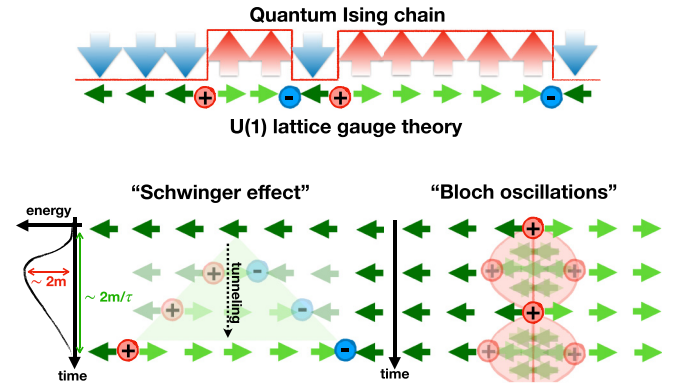 Quantum Ising chain
+ - + -
U(1) lattice gauge theory
“Schwinger effect”
“Bloch oscillations”
energy
+
~ 2m
~ 2m/τ
tunneling
+ -
+ +
+ -
+
+ -
+ +
time
time